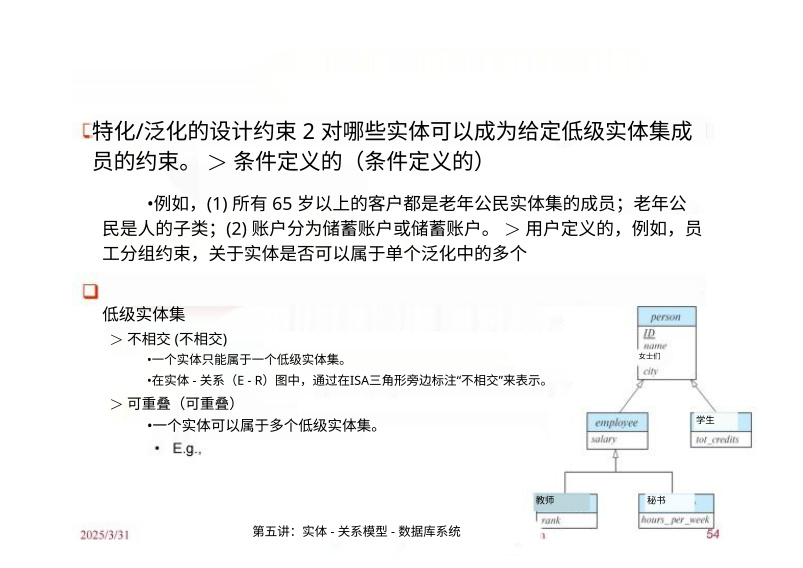 特化/泛化的设计约束 2 对哪些实体可以成为给定低级实体集成
员的约束。 ＞ 条件定义的（条件定义的）
•例如，(1) 所有 65 岁以上的客户都是老年公民实体集的成员；老年公
民是人的子类；(2) 账户分为储蓄账户或储蓄账户。 ＞ 用户定义的，例如，员
工分组约束，关于实体是否可以属于单个泛化中的多个
低级实体集
＞ 不相交 (不相交)
•一个实体只能属于一个低级实体集。
•在实体 - 关系（E - R）图中，通过在ISA三角形旁边标注“不相交”来表示。
＞ 可重叠（可重叠）
•一个实体可以属于多个低级实体集。
• E.g.,
person
ID
name
女士们
city
employee
salary
学生
tot_credits
教师
rank
秘书
hours_per_week
2025/3/31
第五讲：实体 - 关系模型 - 数据库系统
54